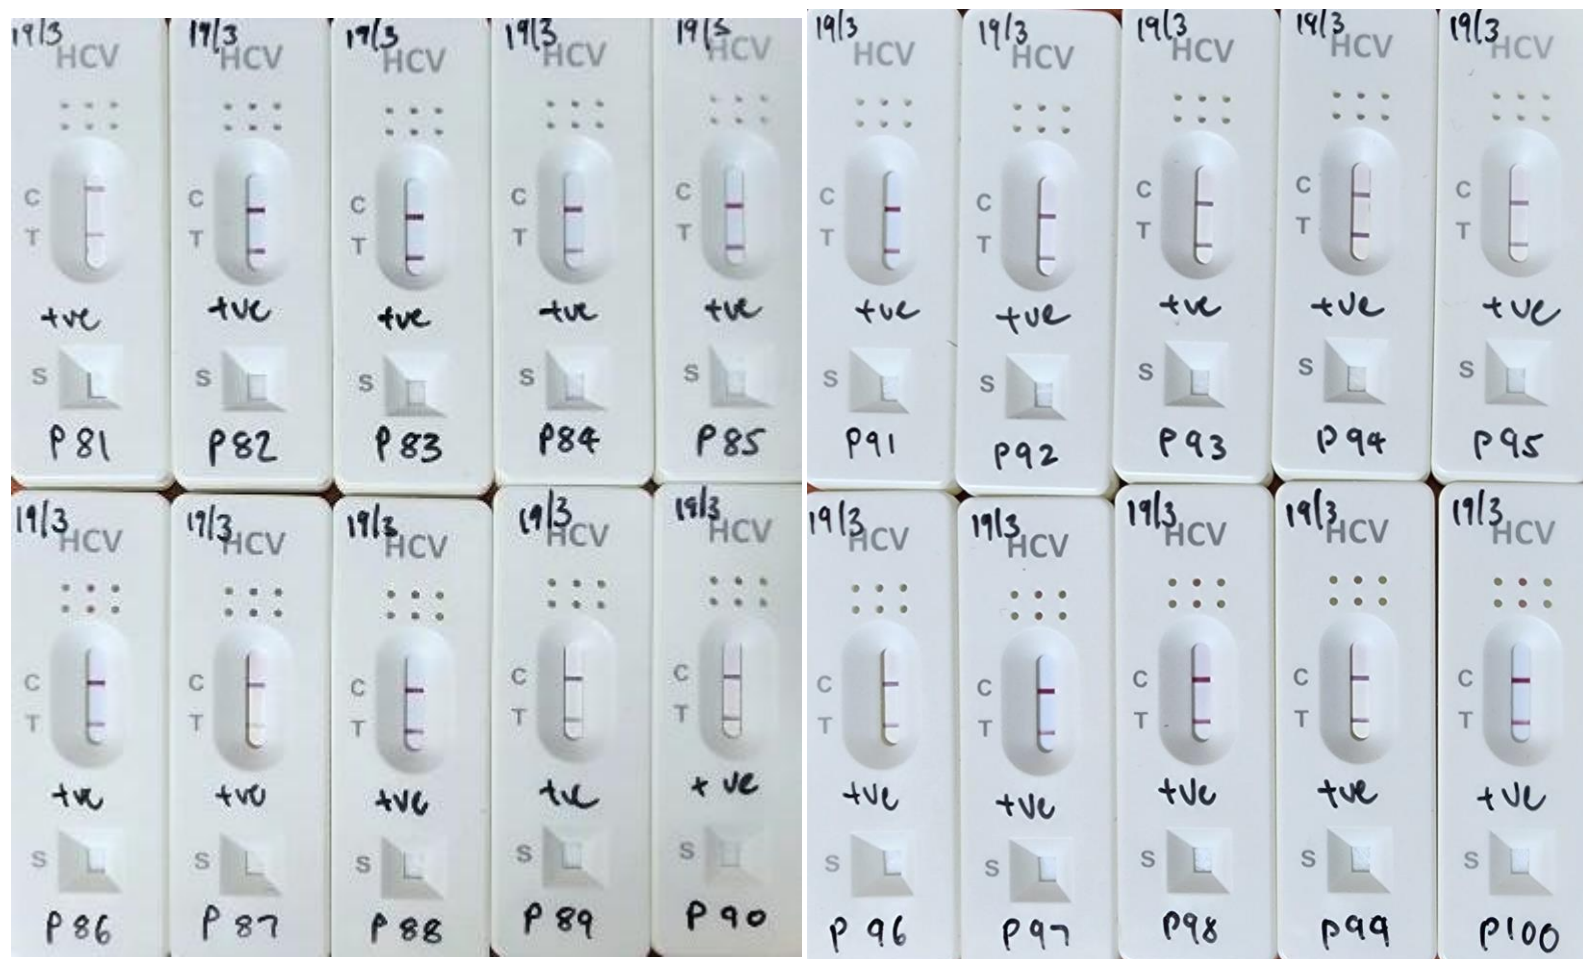 19/3 19/3 19/3 19/3 19/3
HCV HCV HCV HCV HCV
C C C C C
T T T T T
+ve +ve +ve +ve +ve
S S S S S
P81 P82 P83 P84 P85
19/3 19/3 19/3 19/3 19/3
HCV HCV HCV HCV HCV
C C C C C
T T T T T
+ve +ve +ve +ve +ve
S S S S S
P86 P87 P88 P89 P90
19/3 19/3 19/3 19/3 19/3
HCV HCV HCV HCV HCV
C C C C C
T T T T T
+ve +ve +ve +ve +ve
S S S S S
P91 P92 P93 P94 P95
19/3 19/3 19/3 19/3 19/3
HCV HCV HCV HCV HCV
C C C C C
T T T T T
+ve +ve +ve +ve +ve
S S S S S
P96 P97 P98 P99 P100